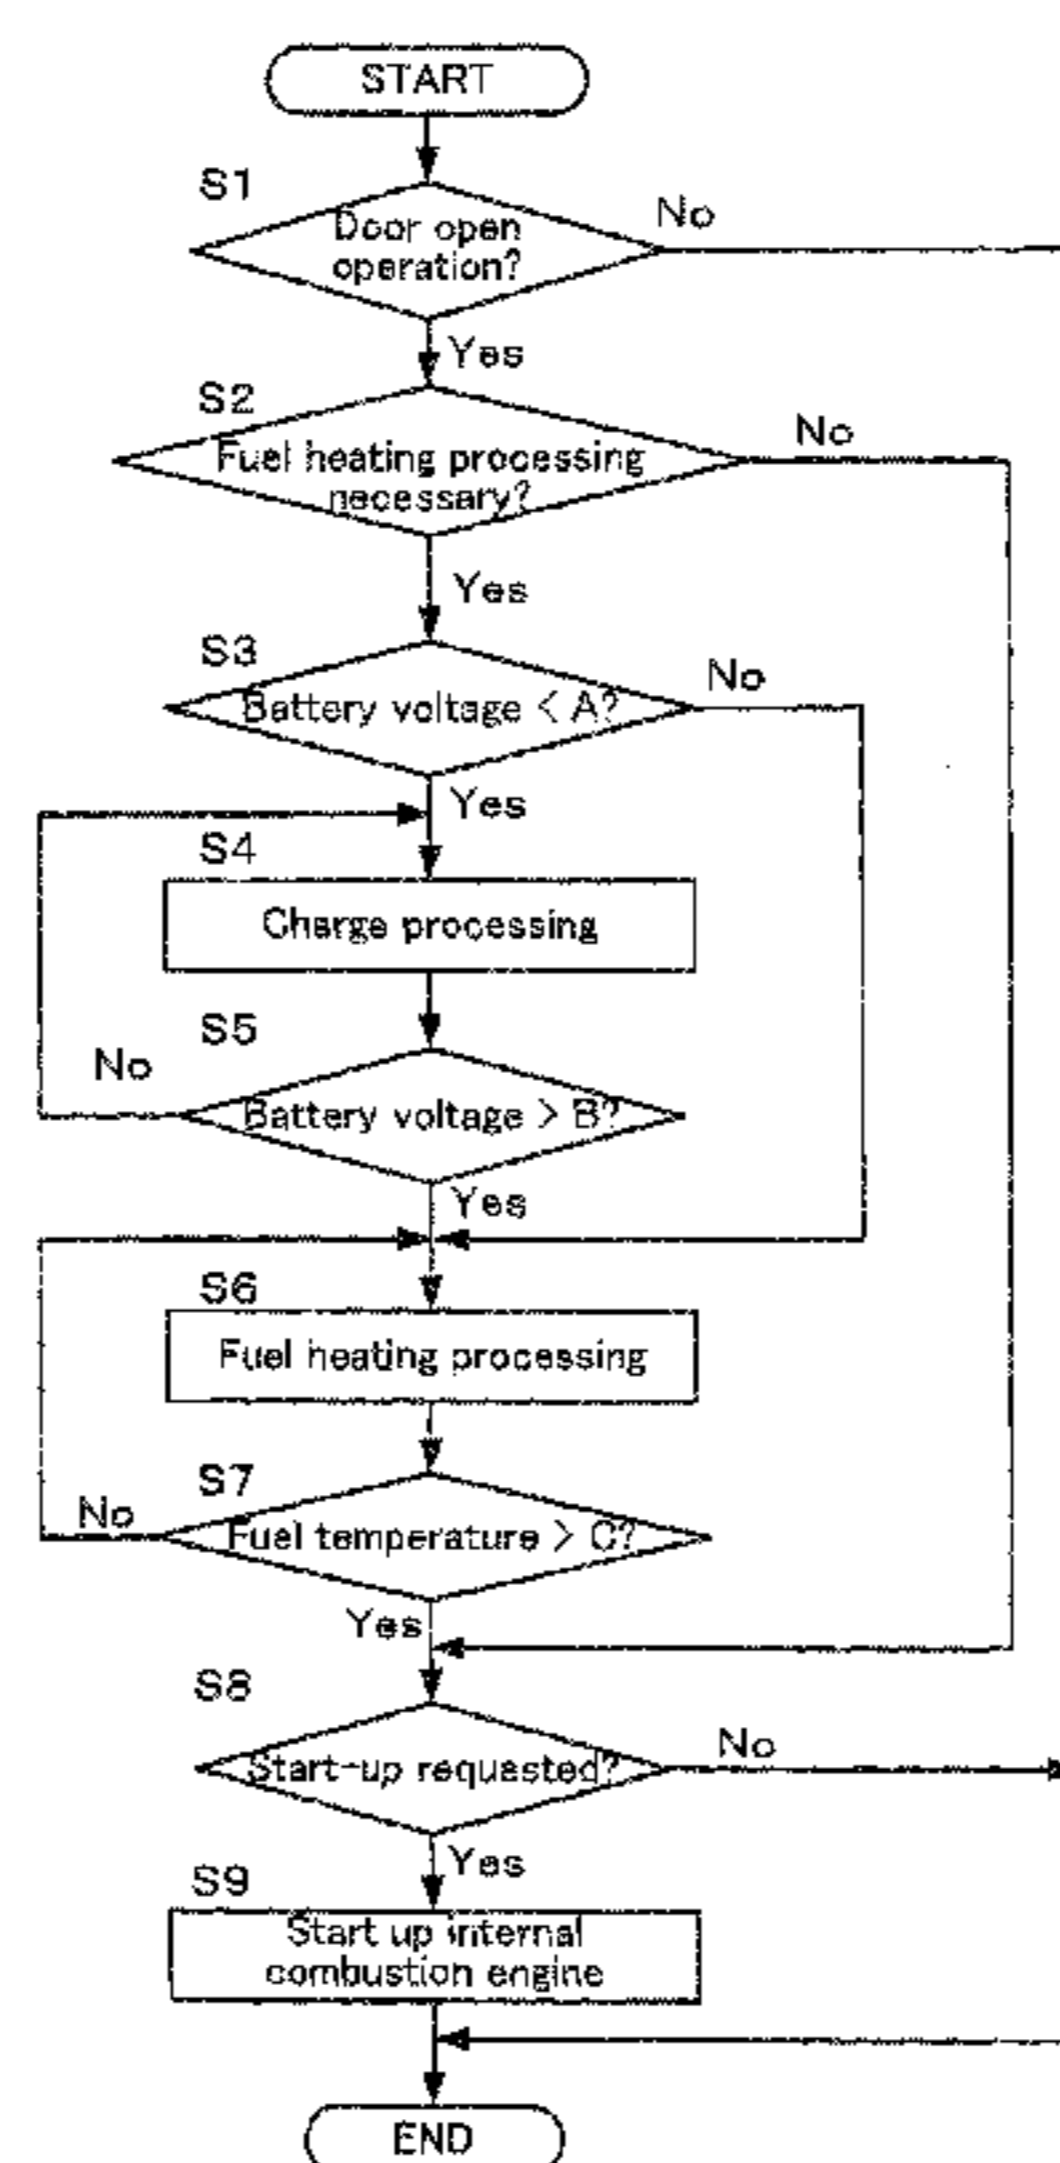 START
S1
Door open
operation?
No
Yes
S2
Fuel heating processing
necessary?
No
Yes
S3
Battery voltage < A?
No
Yes
S4
Charge processing
S5
Battery voltage > B?
No
Yes
S6
Fuel heating processing
S7
Fuel temperature > C?
No
Yes
S8
Start-up requested?
No
Yes
S9
Start up internal
combustion engine
END